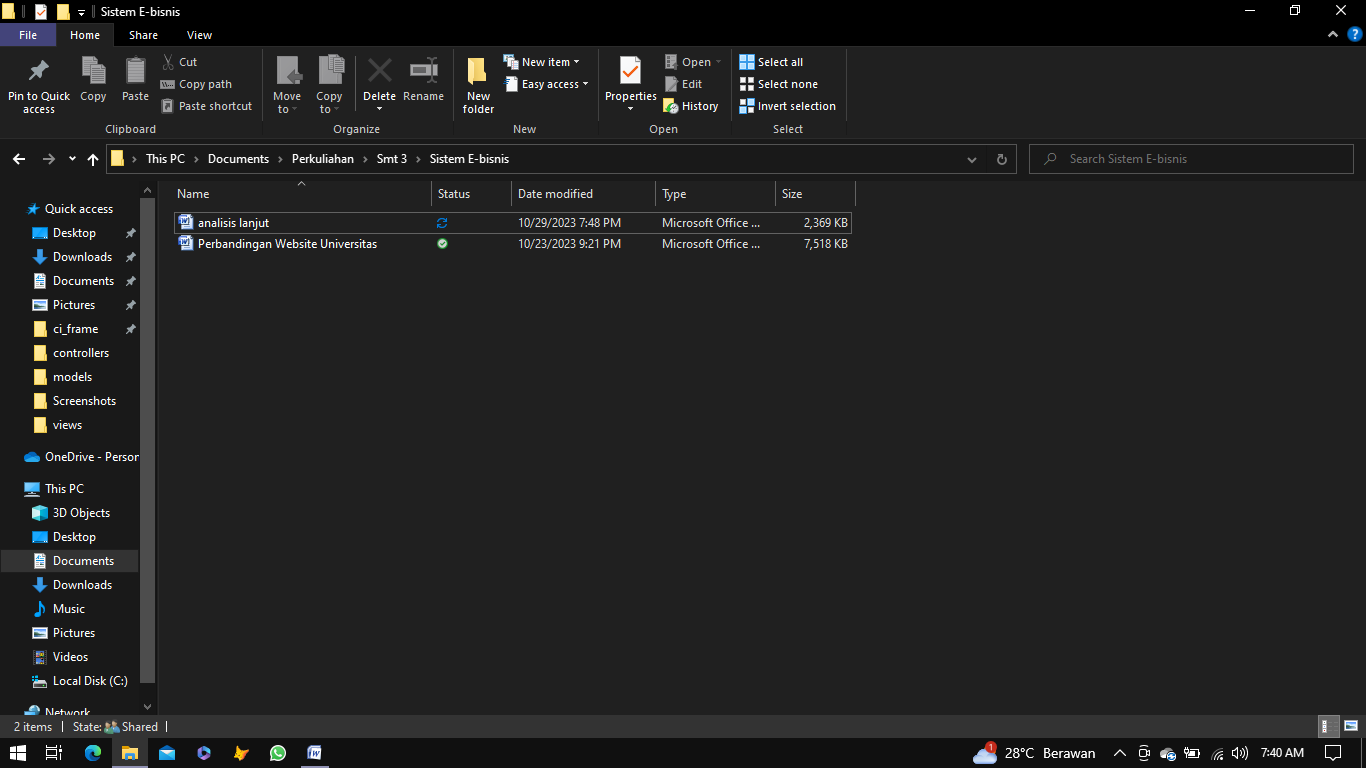 Sistem E-bisnis
File Home Share View
Pin to Quick access
Copy
Paste
Cut
Copy path
Paste shortcut
Clipboard
Move to
Copy to
Delete
Rename
Organize
New folder
New item
Easy access
New
Properties
Open
Edit
History
Open
Select all
Select none
Invert selection
Select
This PC > Documents > Perkuliahan > Smt 3 > Sistem E-bisnis
Search Sistem E-bisnis
Name Status Date modified Type Size
analisis lanjut 10/29/2023 7:48 PM Microsoft Office ... 2,369 KB
Perbandingan Website Universitas 10/23/2023 9:21 PM Microsoft Office ... 7,518 KB
Quick access
Desktop
Downloads
Documents
Pictures
ci_frame
controllers
models
Screenshots
views
OneDrive - Person
This PC
3D Objects
Desktop
Documents
Downloads
Music
Pictures
Videos
Local Disk (C:)
Network
2 items State: Shared
1 28°C Berawan 7:40 AM